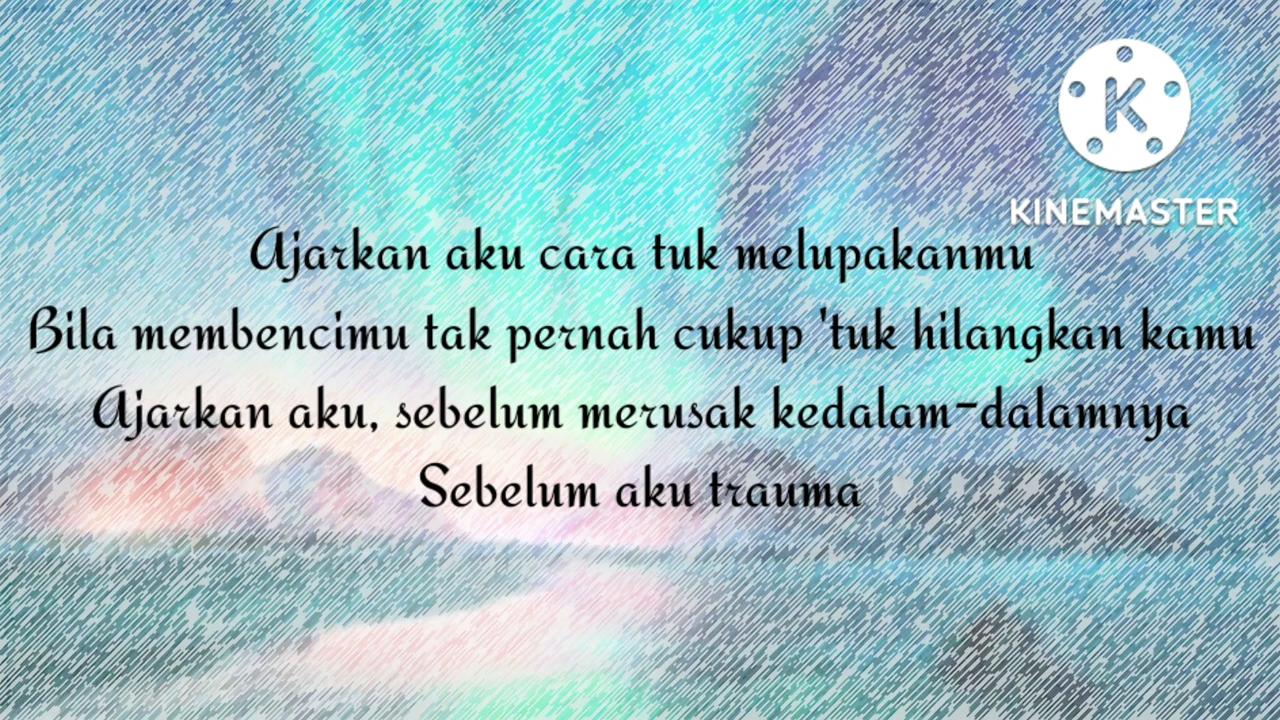 KINEMASTER
Ajarkan aku cara tuk melupakanmu
Bila membencimu tak pernah cukup 'tuk hilangkan kamu
Ajarkan aku, sebelum merusak kedalam-dalamnya
Sebelum aku trauma